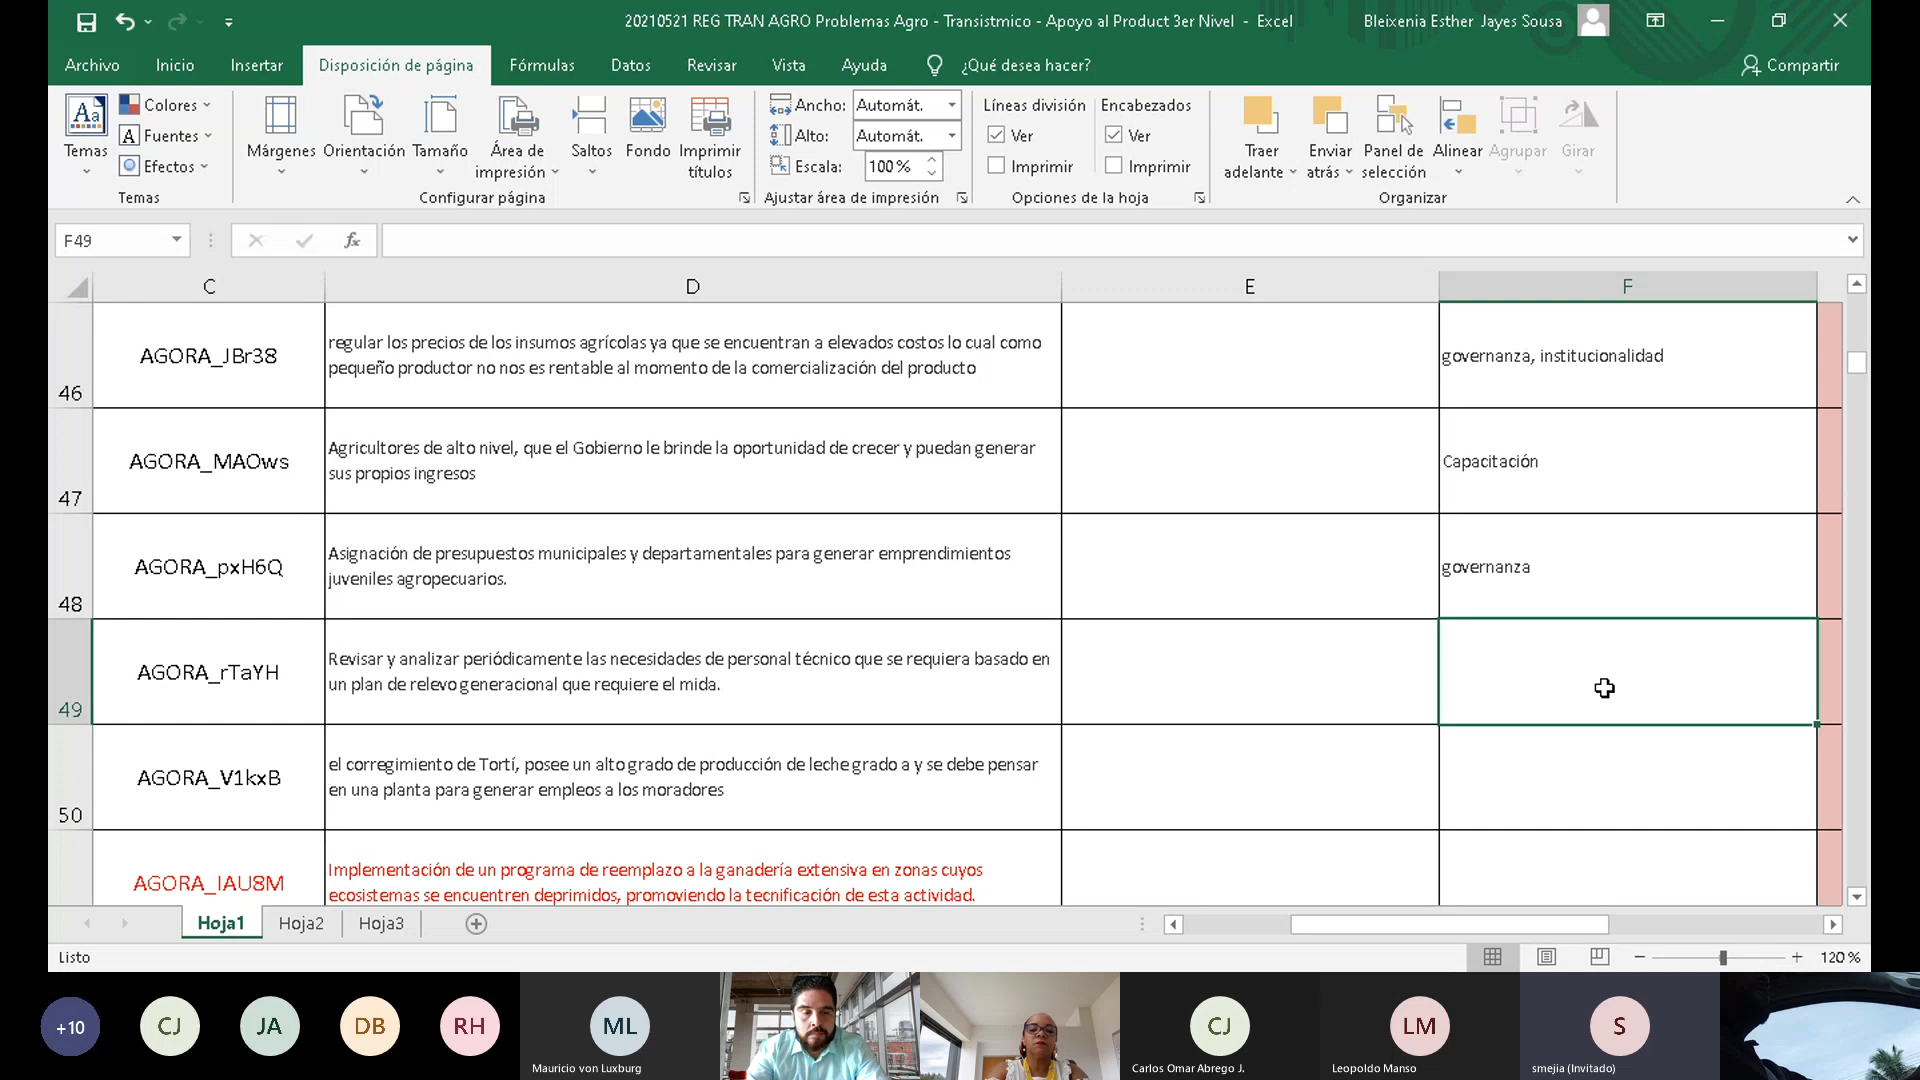 20210521 REG TRAN AGRO Problemas Agro - Transistmico - Apoyo al Product 3er Nivel - Excel
Bleixenia Esther Jayes Sousa
Archivo Inicio Insertar Disposición de página Fórmulas Datos Revisar Vista Ayuda ¿Qué desea hacer? Compartir
Aa Temas
Colores
A Fuentes
Efectos
Temas
Márgenes Orientación Tamaño Área de impresión Saltos Fondo Imprimir títulos
Configurar página
Ancho: Automát.
Alto: Automát.
Escala: 100 %
Ajustar área de impresión
Líneas división
Ver
Imprimir
Encabezados
Ver
Imprimir
Opciones de la hoja
Traer adelante Enviar atrás Panel de selección Alinear Agrupar Girar
Organizar
F49
fx
C D E F
46
AGORA_JBr38
regular los precios de los insumos agrícolas ya que se encuentran a elevados costos lo cual como
pequeño productor no nos es rentable al momento de la comercialización del producto
governanza, institucionalidad
47
AGORA_MAOws
Agricultores de alto nivel, que el Gobierno le brinde la oportunidad de crecer y puedan generar
sus propios ingresos
Capacitación
48
AGORA_pxH6Q
Asignación de presupuestos municipales y departamentales para generar emprendimientos
juveniles agropecuarios.
governanza
49
AGORA_rTaYH
Revisar y analizar periódicamente las necesidades de personal técnico que se requiera basado en
un plan de relevo generacional que requiere el mida.
50
AGORA_V1kxB
el corregimiento de Tortí, posee un alto grado de producción de leche grado a y se debe pensar
en una planta para generar empleos a los moradores
AGORA_IAU8M
Implementación de un programa de reemplazo a la ganadería extensiva en zonas cuyos
ecosistemas se encuentren deprimidos, promoviendo la tecnificación de esta actividad.
Hoja1 Hoja2 Hoja3
Listo
120 %
+10 CJ JA DB RH ML CJ LM S
Mauricio von Luxburg
Carlos Omar Abrego J.
Leopoldo Manso
smejia (Invitado)